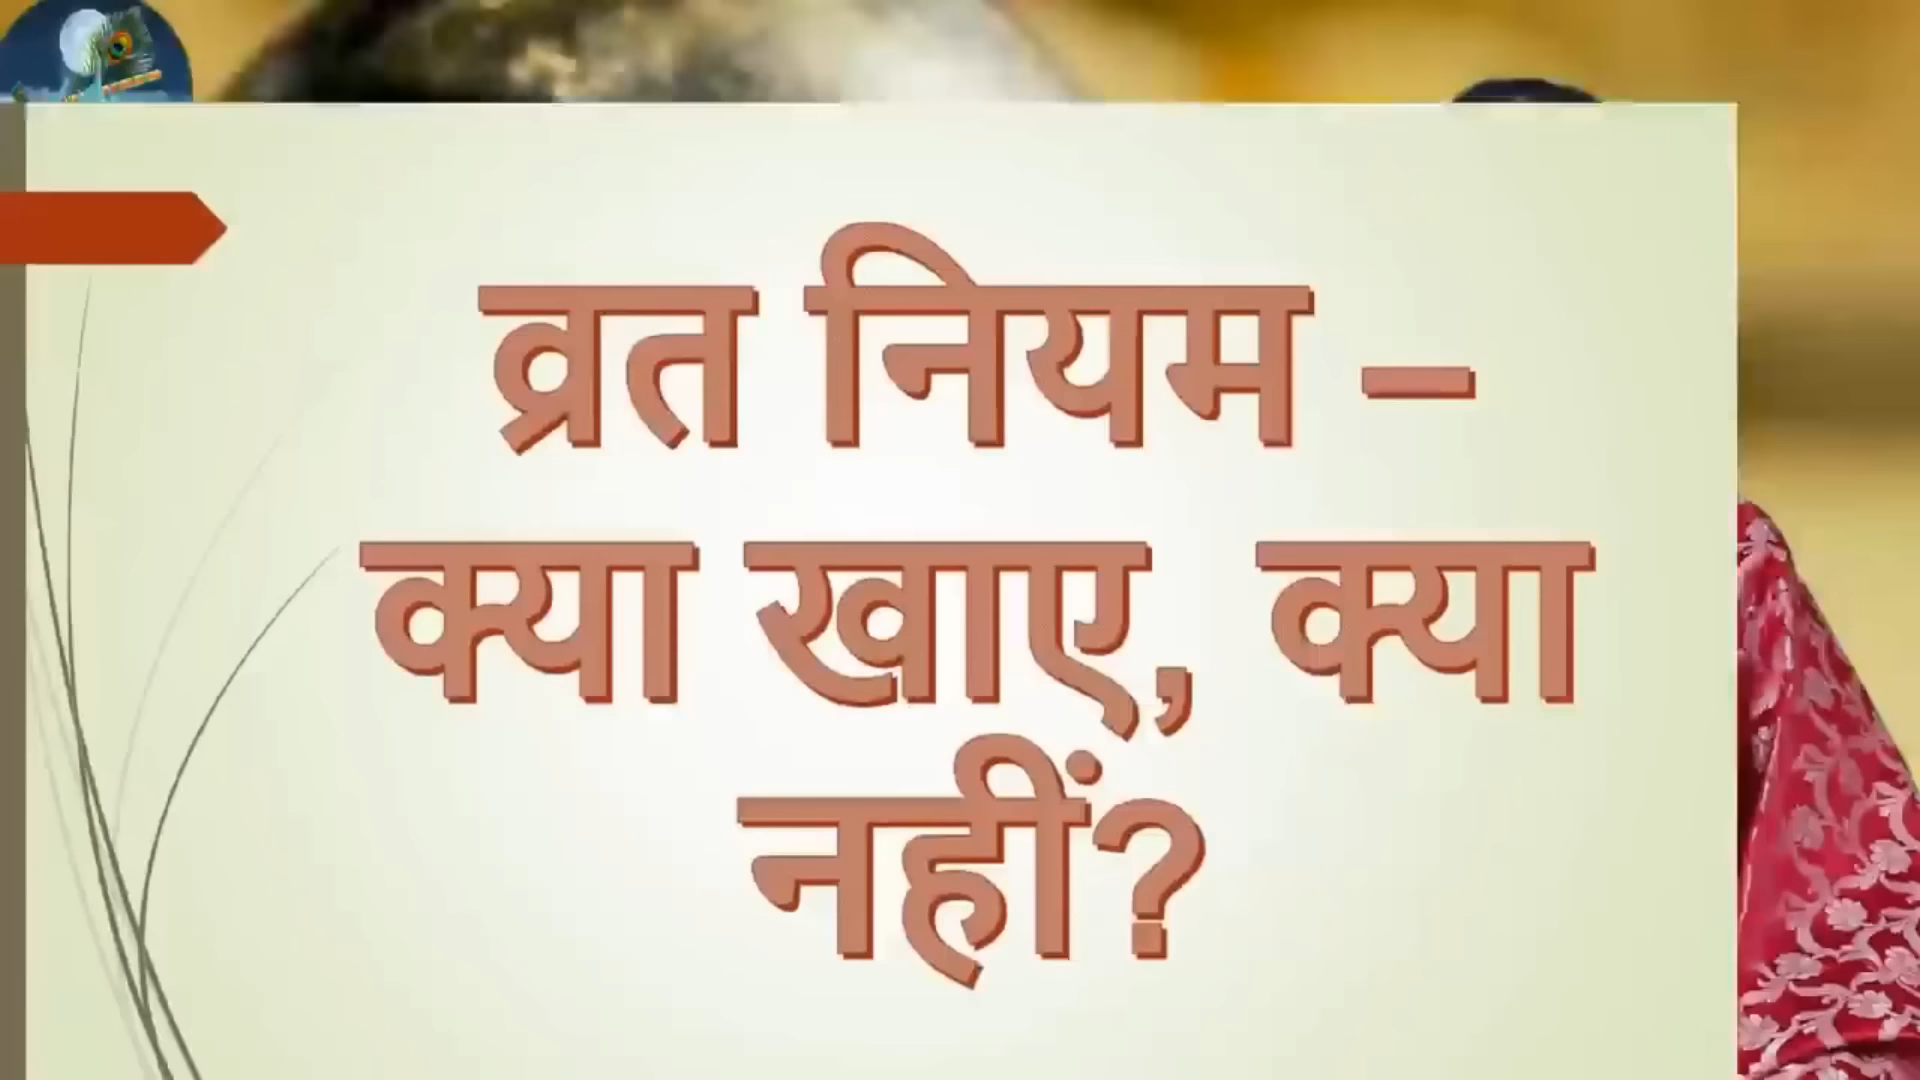 व्रत नियम –
क्या खाए, क्या
नहीं?